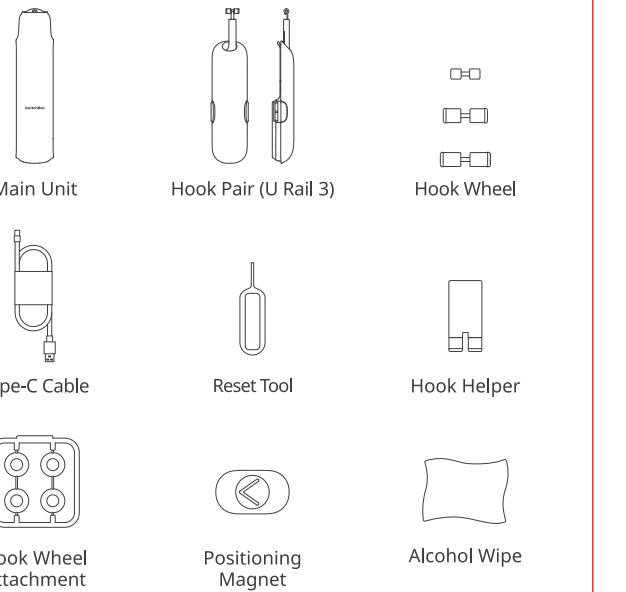 SwitchBot
Main Unit
Hook Pair (U Rail 3)
Hook Wheel
pe-C Cable
Reset Tool
Hook Helper
ook Wheel
ttachment
Positioning
Magnet
Alcohol Wipe